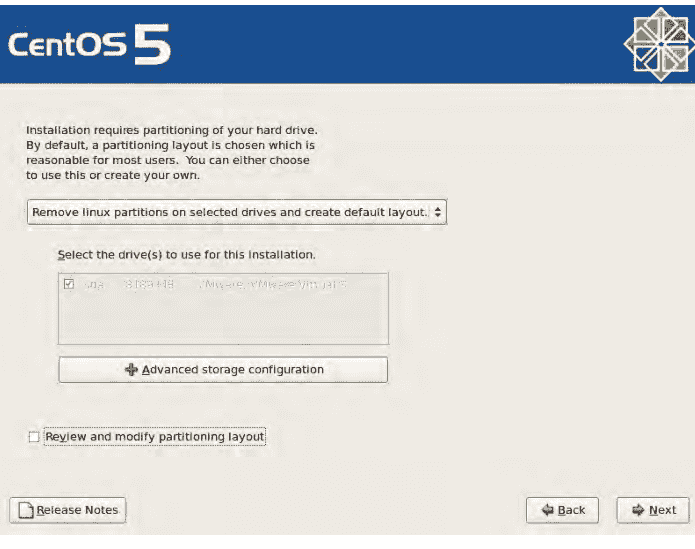 CentOS 5
Installation requires partitioning of your hard drive.
By default, a partitioning layout is chosen which is
reasonable for most users.  You can either choose
to use this or create your own.
Remove linux partitions on selected drives and create default layout.
Select the drive(s) to use for this installation.
Advanced storage configuration
Review and modify partitioning layout
Release Notes
Back
Next